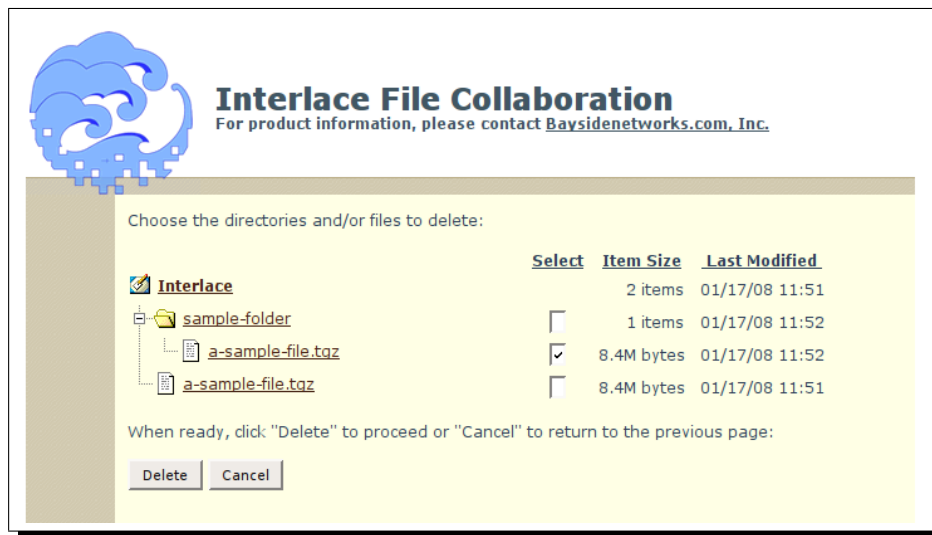 Interlace File Collaboration
For product information, please contact Baysidenetworks.com, Inc.
Choose the directories and/or files to delete:
Select Item Size Last Modified
Interlace 2 items 01/17/08 11:51
sample-folder 1 items 01/17/08 11:52
a-sample-file.tgz 8.4M bytes 01/17/08 11:52
a-sample-file.tgz 8.4M bytes 01/17/08 11:51
When ready, click "Delete" to proceed or "Cancel" to return to the previous page:
Delete Cancel